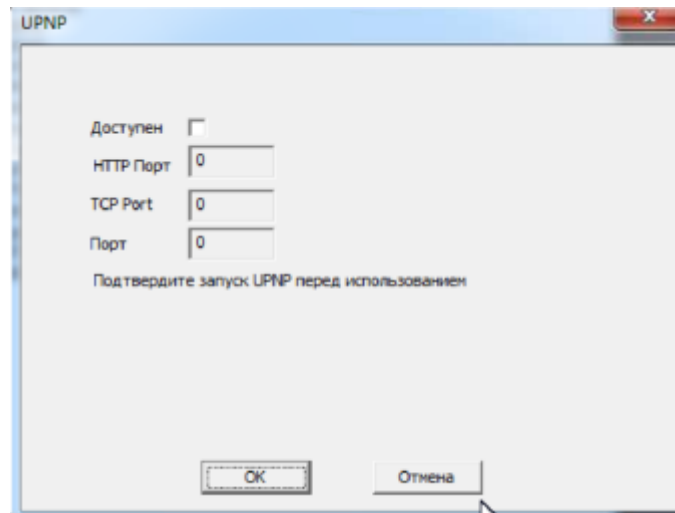 UPNP
Доступен
HTTP Порт 0
TCP Port 0
Порт 0
Подтвердите запуск UPNP перед использованием
OK Отмена